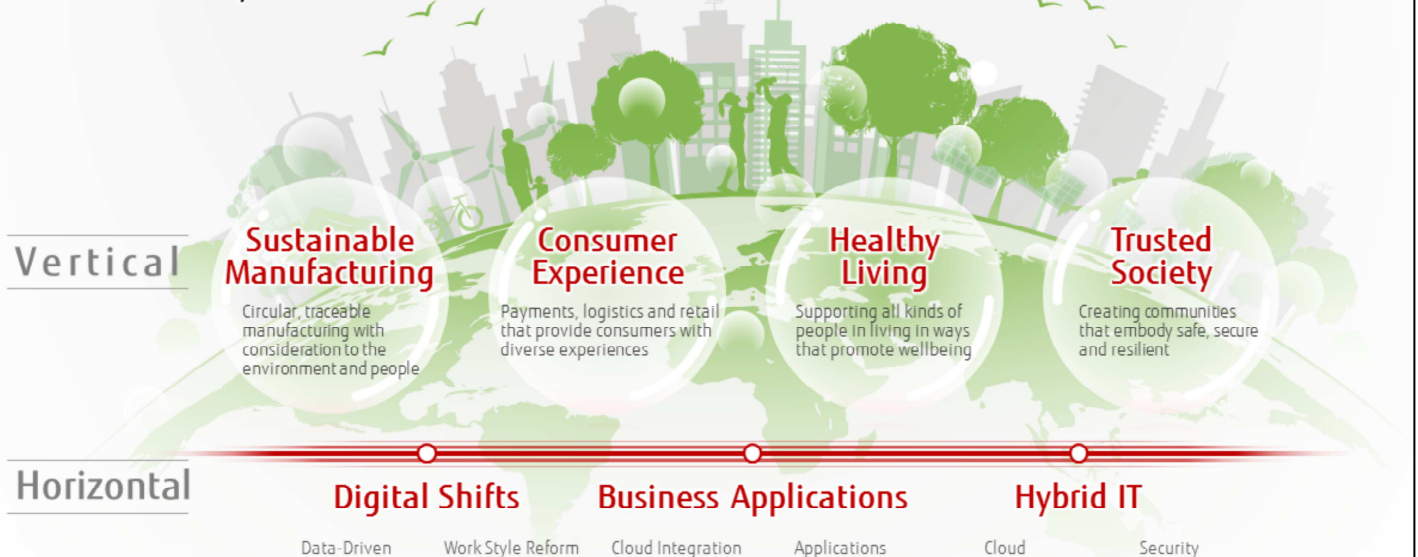 Vertical
Sustainable
Manufacturing
Circular, traceable
manufacturing with
consideration to the
environment and people
Consumer
Experience
Payments, logistics and retail
that provide consumers with
diverse experiences
Healthy
Living
Supporting all kinds of
people in living in ways
that promote wellbeing
Trusted
Society
Creating communities
that embody safe, secure
and resilient
Horizontal
Digital Shifts
Business Applications
Hybrid IT
Data-Driven
Work Style Reform
Cloud Integration
Applications
Cloud
Security